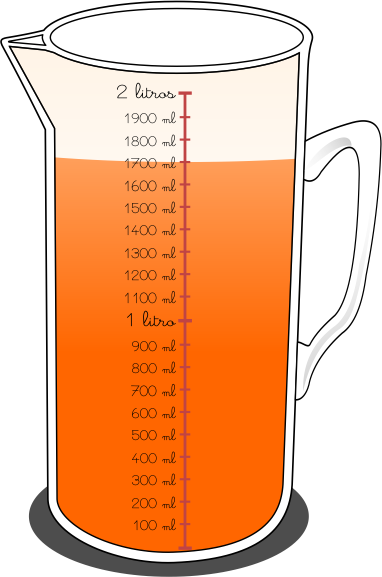 2 litros
1900 ml
1800 ml
1700 ml
1600 ml
1500 ml
1400 ml
1300 ml
1200 ml
1100 ml
1 litro
900 ml
800 ml
700 ml
600 ml
500 ml
400 ml
300 ml
200 ml
100 ml